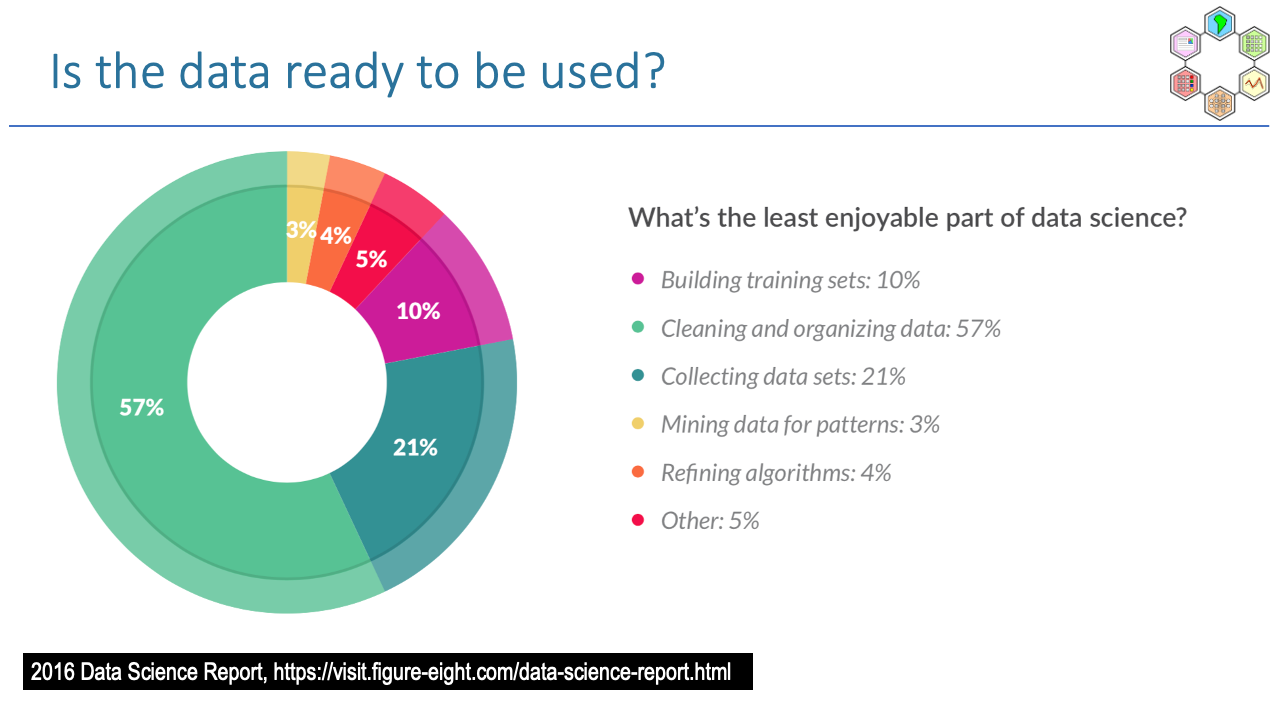 Is the data ready to be used?
3%
4%
5%
10%
21%
57%
What’s the least enjoyable part of data science?
Building training sets: 10%
Cleaning and organizing data: 57%
Collecting data sets: 21%
Mining data for patterns: 3%
Refining algorithms: 4%
Other: 5%
2016 Data Science Report, https://visit.figure-eight.com/data-science-report.html